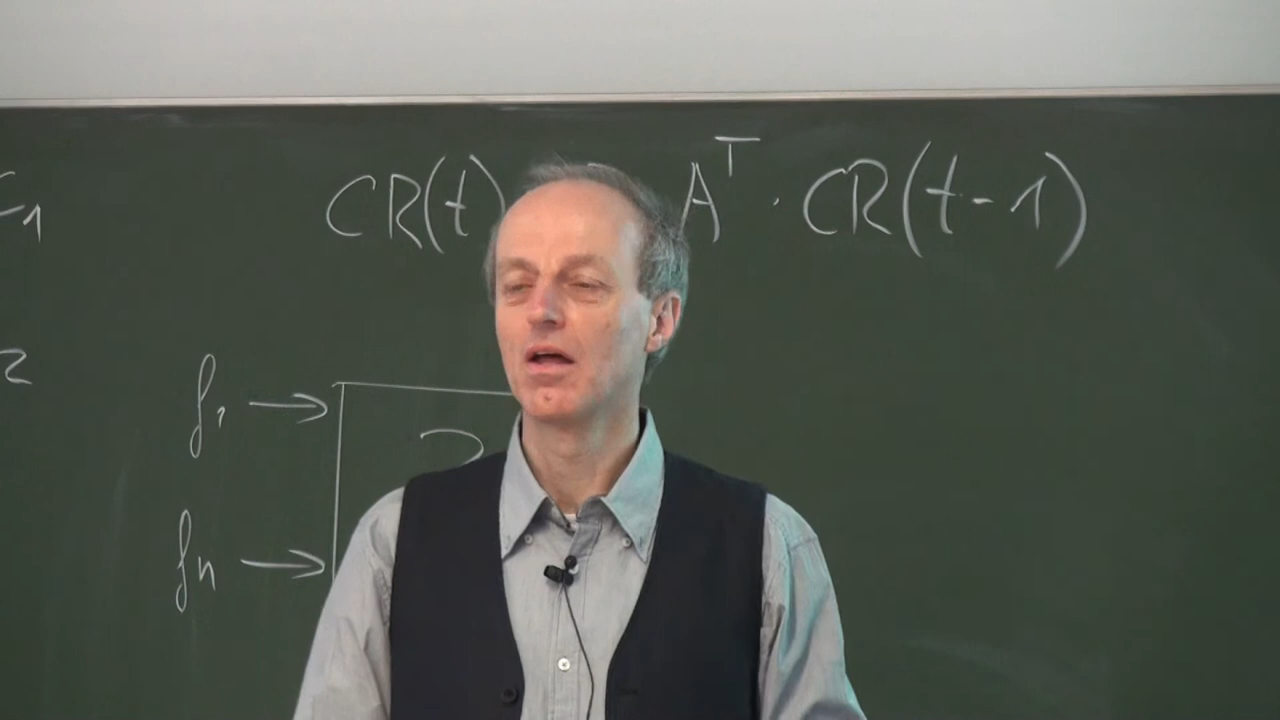 CR(t) A^T · CR(t-1)
f₁ →
?
fn →